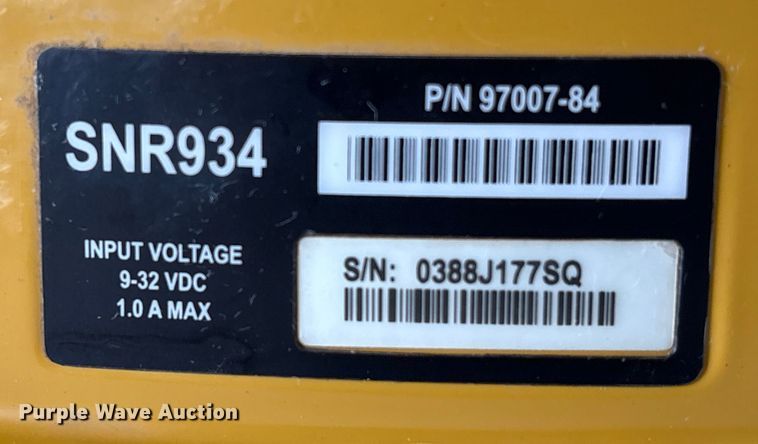 P/N 97007-84
SNR934
INPUT VOLTAGE
9-32 VDC
1.0 A MAX
S/N: 0388J177SQ
Purple Wave Auction